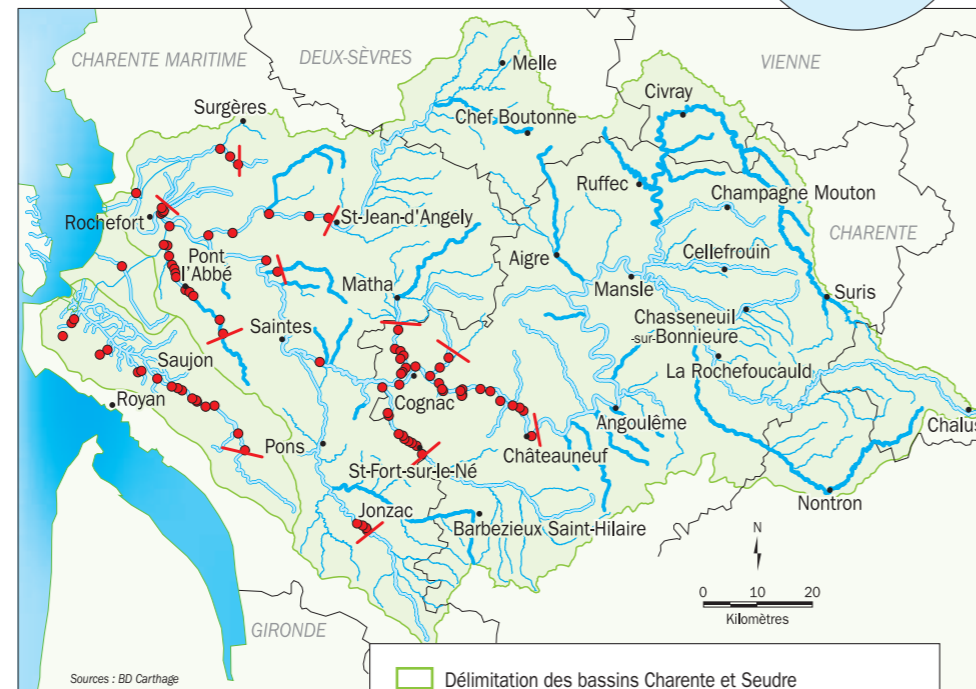 CHARENTE MARITIME
DEUX-SÈVRES
VIENNE
Melle
Civray
Surgères
Chef Boutonne
Ruffec
Champagne Mouton
Rochefort
St-Jean-d'Angely
CHARENTE
Pont
l'Abbé
Aigre
Cellefrouin
Matha
Mansle
Suris
Chasseneuil
-sur-Bonnieure
Saintes
Saujon
La Rochefoucauld
Royan
Cognac
Angoulême
Chalus
Pons
Châteauneuf
St-Fort-sur-le-Né
Nontron
Jonzac
Barbezieux Saint-Hilaire
N
0 10 20
Kilomètres
GIRONDE
Sources : BD Carthage
Délimitation des bassins Charente et Seudre